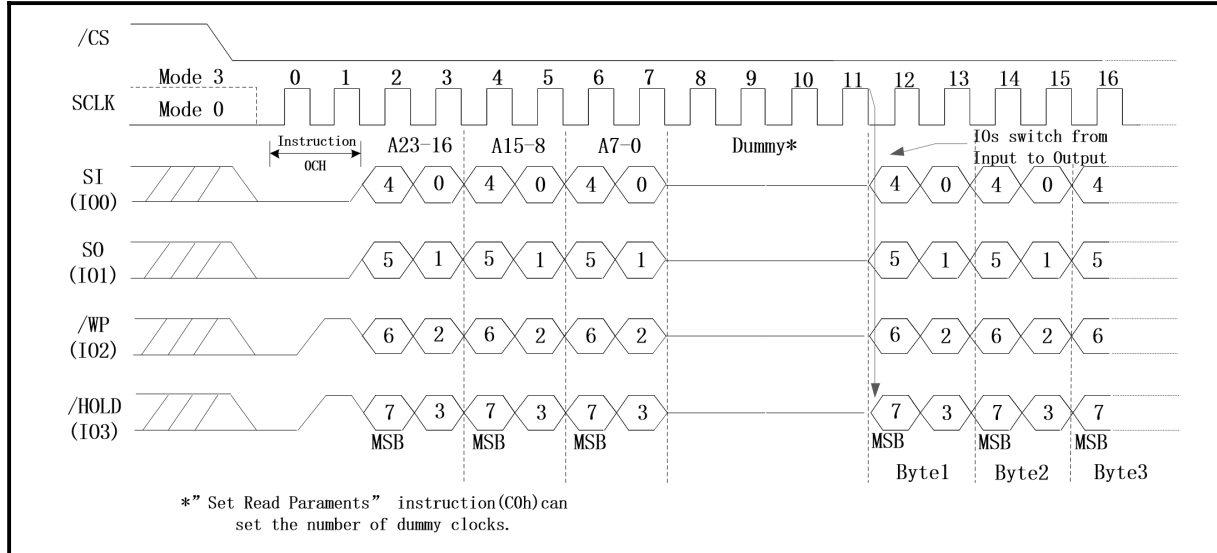 /CS
Mode 3 0 1 2 3 4 5 6 7 8 9 10 11 12 13 14 15 16
SCLK Mode 0
Instruction A23-16 A15-8 A7-0 Dummy* IOs switch from
0CH Input to Output
SI 4 0 4 0 4 0 4 0 4 0 4
(IO0)
SO 5 1 5 1 5 1 5 1 5 1 5
(IO1)
/WP 6 2 6 2 6 2 6 2 6 2 6
(IO2)
/HOLD 7 3 7 3 7 3 7 3 7 3 7
(IO3) MSB MSB MSB MSB MSB MSB
Byte1 Byte2 Byte3
*” Set Read Paraments” instruction(C0h)can
set the number of dummy clocks.